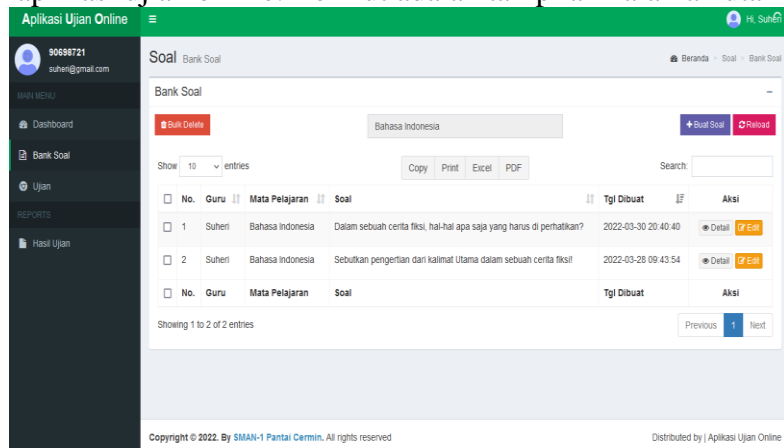 Aplikasi Ujian Online
Hi, Suheri
90698721
suheri@gmail.com
MAIN MENU
Dashboard
Bank Soal
Ujian
REPORTS
Hasil Ujian
Soal Bank Soal
Beranda > Soal > Bank Soal
Bank Soal
Bulk Delete
Bahasa Indonesia
+ Buat Soal
Reload
Show 10 entries
Copy Print Excel PDF
Search:
No. Guru Mata Pelajaran Soal Tgl Dibuat Aksi
1 Suheri Bahasa Indonesia Dalam sebuah cerita fiksi, hal-hal apa saja yang harus di perhatikan? 2022-03-30 20:40:40 Detail Edit
2 Suheri Bahasa Indonesia Sebutkan pengertian dari kalimat Utama dalam sebuah cerita fiksi! 2022-03-28 09:43:54 Detail Edit
No. Guru Mata Pelajaran Soal Tgl Dibuat Aksi
Showing 1 to 2 of 2 entries
Previous 1 Next
Copyright © 2022. By SMAN-1 Pantai Cermin. All rights reserved
Distributed by | Aplikasi Ujian Online